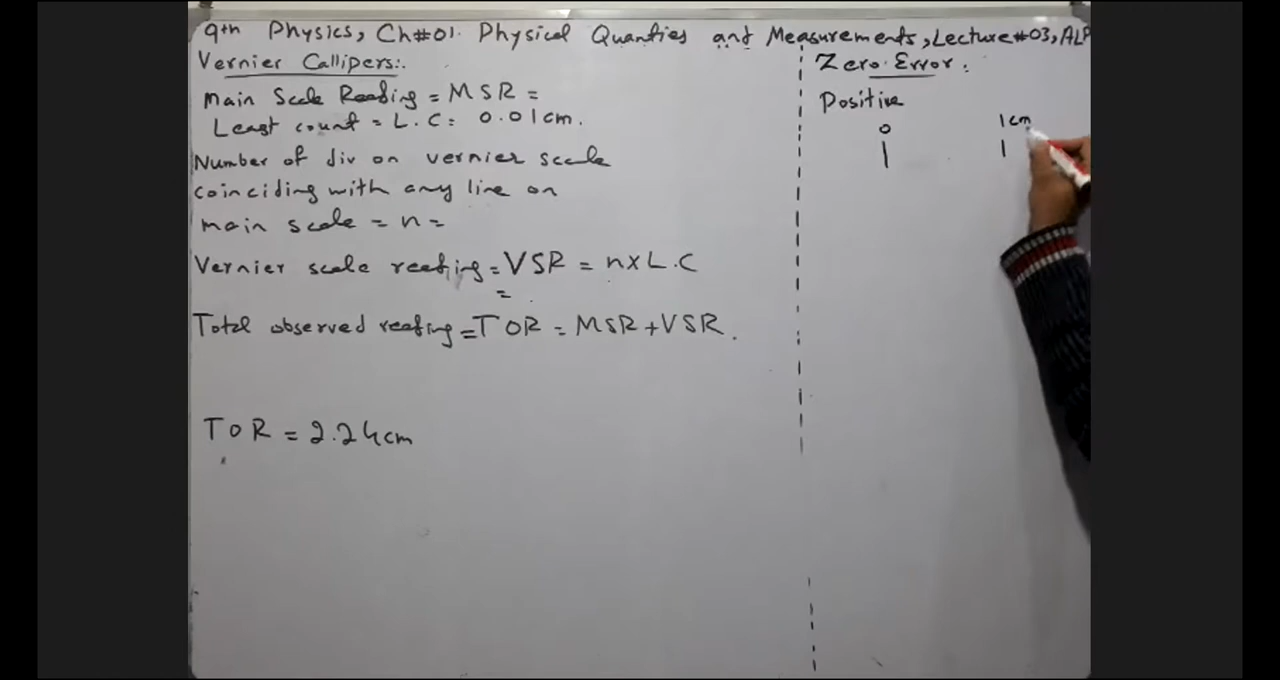 9th Physics, Ch#01. Physical Quanties and Measurements, Lecture#03, ALP
Vernier Callipers:.
Main Scale Reading = MSR =
Least count = L.C = 0.01cm.
Number of div on vernier scale
coinciding with any line on
main scale = n =
Vernier scale reading = VSR = n x L.C
=
Total observed reading = TOR = MSR + VSR.
TOR = 2.24cm
Zero Error:
Positive
0 1cm